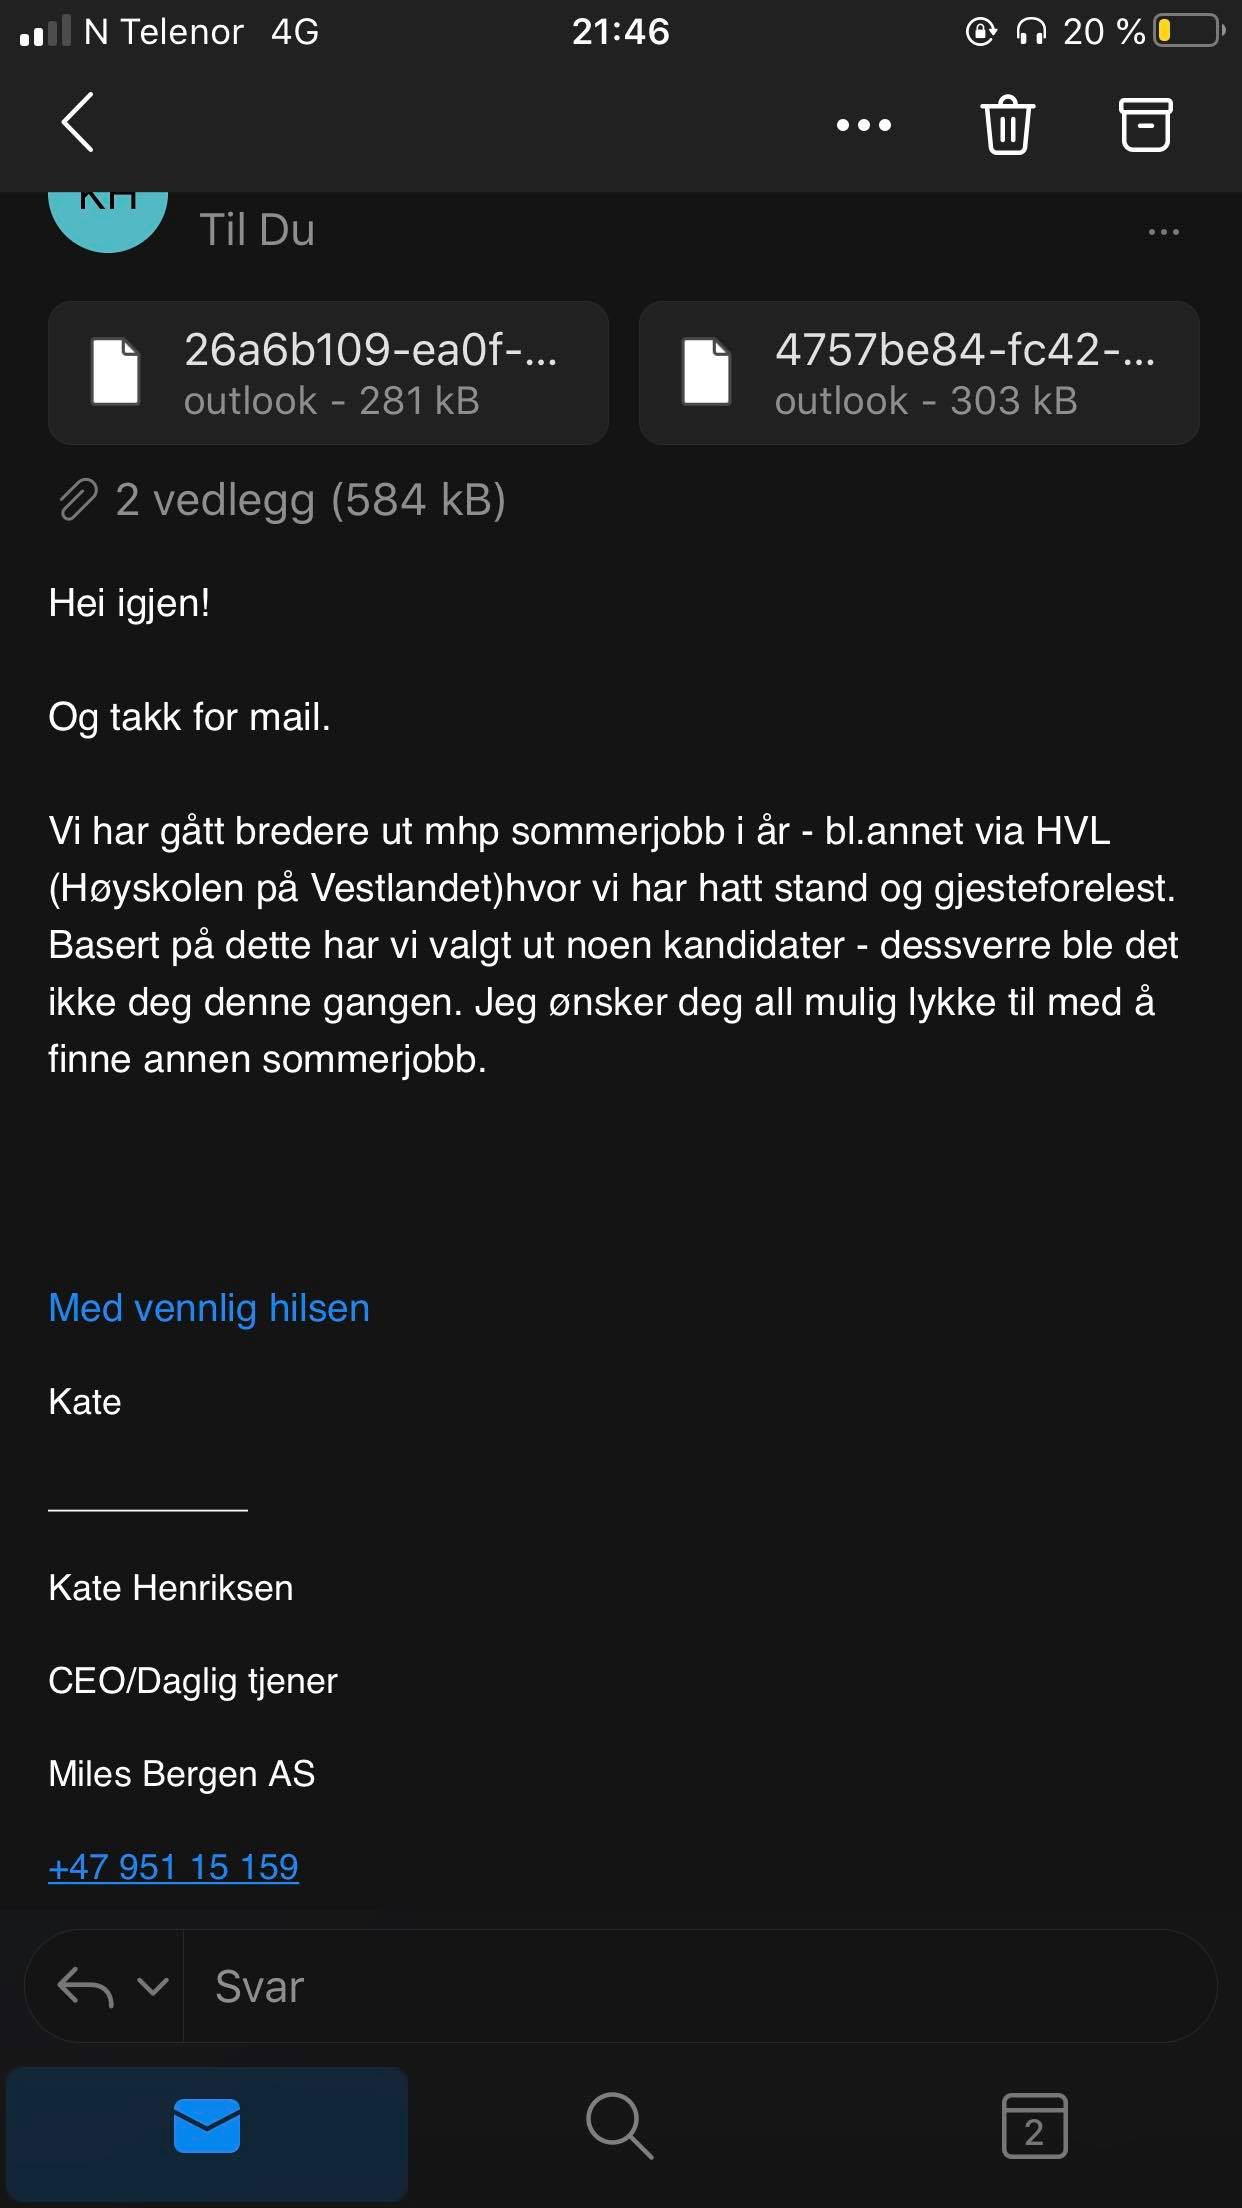 N Telenor 4G 21:46 20 %
Til Du
26a6b109-ea0f-...
outlook - 281 kB
4757be84-fc42-...
outlook - 303 kB
2 vedlegg (584 kB)
Hei igjen!
Og takk for mail.
Vi har gått bredere ut mhp sommerjobb i år - bl.annet via HVL
(Høyskolen på Vestlandet)hvor vi har hatt stand og gjesteforelest.
Basert på dette har vi valgt ut noen kandidater - dessverre ble det
ikke deg denne gangen. Jeg ønsker deg all mulig lykke til med å
finne annen sommerjobb.
Med vennlig hilsen
Kate
Kate Henriksen
CEO/Daglig tjener
Miles Bergen AS
+47 951 15 159
Svar
2